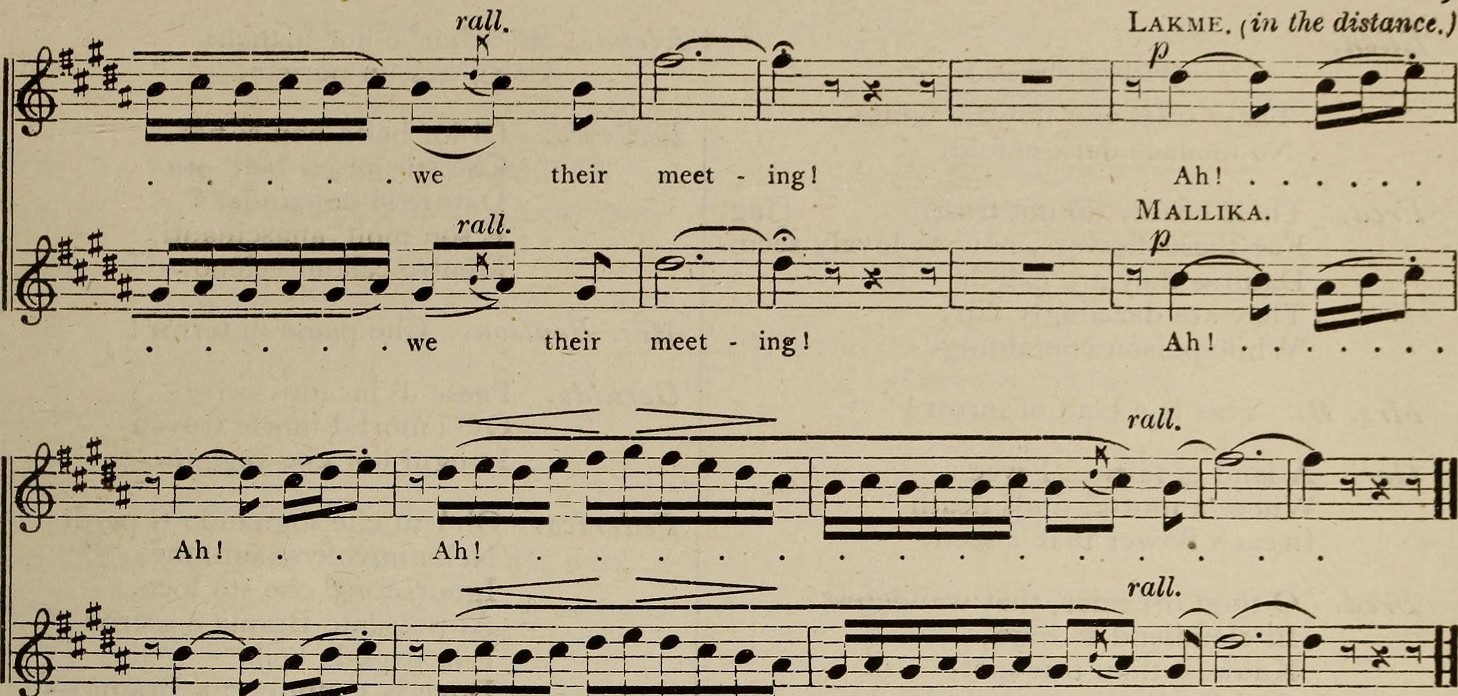 rall.
LAKME. (in the distance.)
p
. . . . . we their meet - ing! Ah! . . . . . .
rall.
MALLIKA.
p
. . . . . we their meet - ing! Ah! . . . . . .
rall.
Ah! Ah! . . . . . . . . . . . . . .
rall.